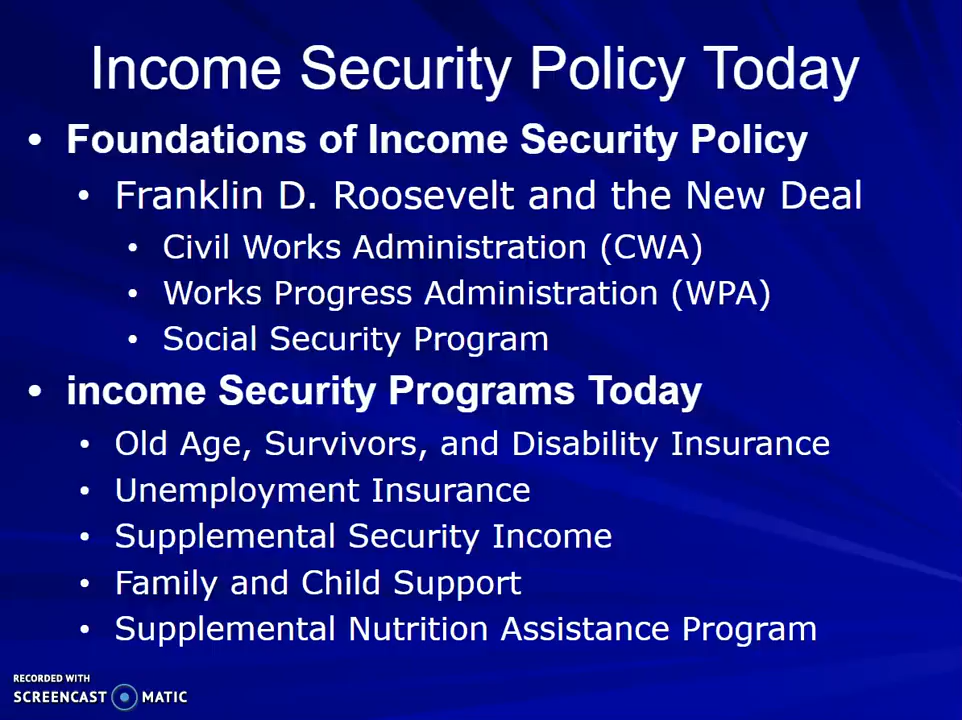 Income Security Policy Today
• Foundations of Income Security Policy
• Franklin D. Roosevelt and the New Deal
• Civil Works Administration (CWA)
• Works Progress Administration (WPA)
• Social Security Program
• income Security Programs Today
• Old Age, Survivors, and Disability Insurance
• Unemployment Insurance
• Supplemental Security Income
• Family and Child Support
• Supplemental Nutrition Assistance Program
RECORDED WITH
SCREENCAST MATIC